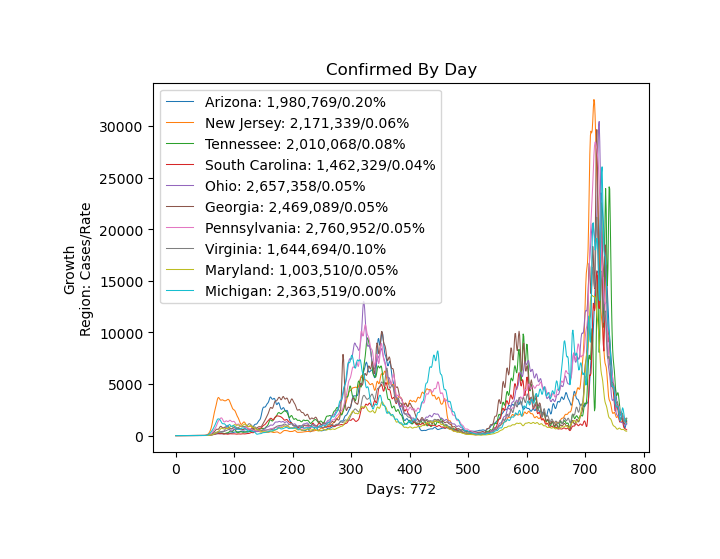 Confirmed By Day
Growth
Region: Cases/Rate
30000
25000
20000
15000
10000
5000
0
Arizona: 1,980,769/0.20%
New Jersey: 2,171,339/0.06%
Tennessee: 2,010,068/0.08%
South Carolina: 1,462,329/0.04%
Ohio: 2,657,358/0.05%
Georgia: 2,469,089/0.05%
Pennsylvania: 2,760,952/0.05%
Virginia: 1,644,694/0.10%
Maryland: 1,003,510/0.05%
Michigan: 2,363,519/0.00%
0 100 200 300 400 500 600 700 800
Days: 772